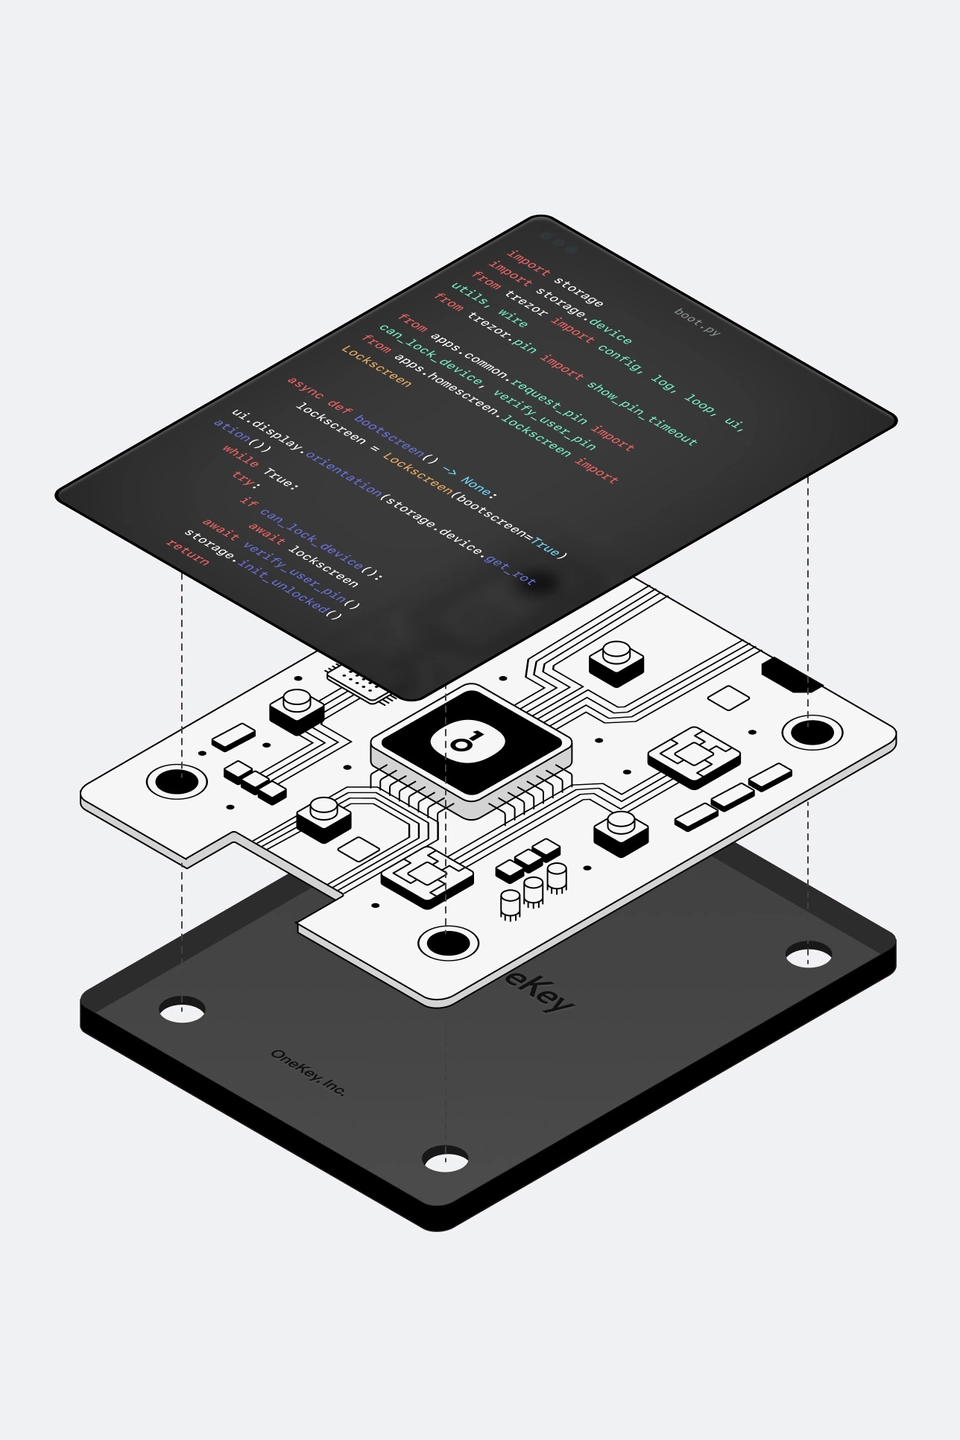 boot.py
import storage
import storage.device
from trezor import config, log, loop, ui,
utils, wire
from trezor.pin import show_pin_timeout
from apps.common.request_pin import
can_lock_device, verify_user_pin
from apps.homescreen.lockscreen import
Lockscreen
async def bootscreen() -> None:
lockscreen = Lockscreen(bootscreen=True)
ui.display.orientation(storage.device.get_rot
ation())
while True:
try:
if can_lock_device():
await lockscreen
await verify_user_pin()
storage.init_unlocked()
return
eKey
OneKey, Inc.